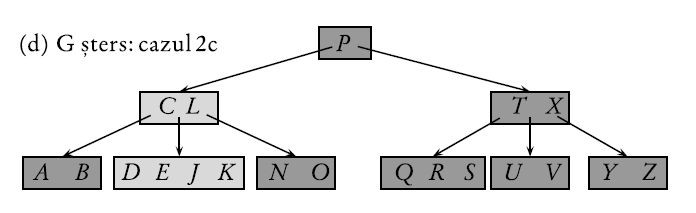 (d) G șters: cazul 2c
P
C L
T X
A B
D E J K
N O
Q R S
U V
Y Z